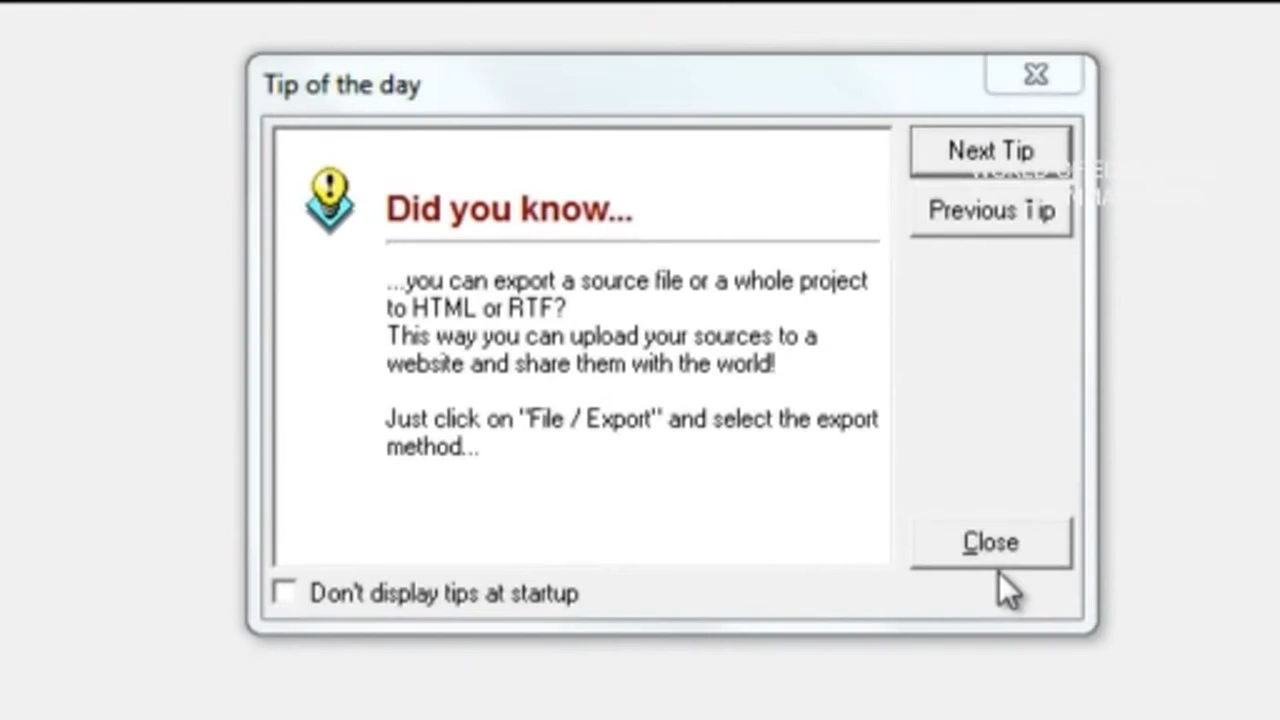 Tip of the day
Did you know...
...you can export a source file or a whole project
to HTML or RTF?
This way you can upload your sources to a
website and share them with the world!
Just click on "File / Export" and select the export
method...
Next Tip
Previous Tip
Close
Don't display tips at startup